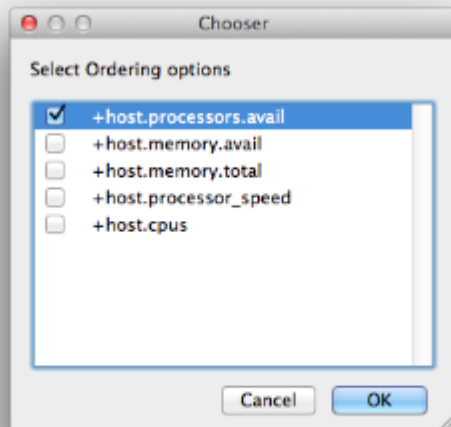 Chooser
Select Ordering options
+host.processors.avail
+host.memory.avail
+host.memory.total
+host.processor_speed
+host.cpus
Cancel
OK